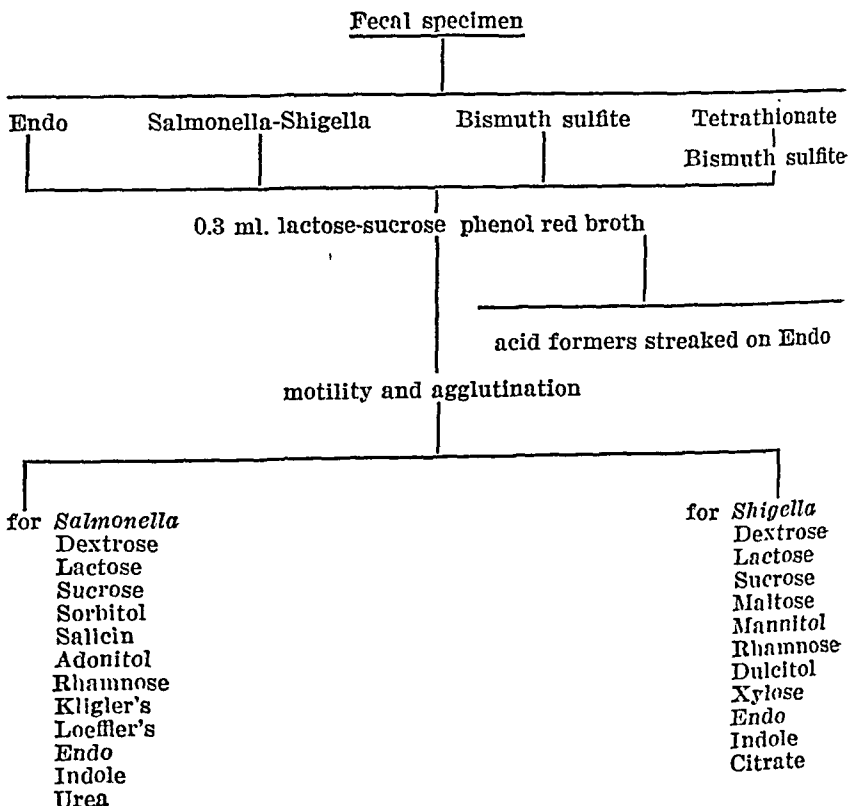 Fecal specimen
Endo Salmonella-Shigella Bismuth sulfite Tetrathionate
Bismuth sulfite
0.3 ml. lactose-sucrose phenol red broth
acid formers streaked on Endo
motility and agglutination
for Salmonella
Dextrose
Lactose
Sucrose
Sorbitol
Salicin
Adonitol
Rhamnose
Kligler's
Loeffler's
Endo
Indole
Urea
for Shigella
Dextrose
Lactose
Sucrose
Maltose
Mannitol
Rhamnose
Dulcitol
Xylose
Endo
Indole
Citrate